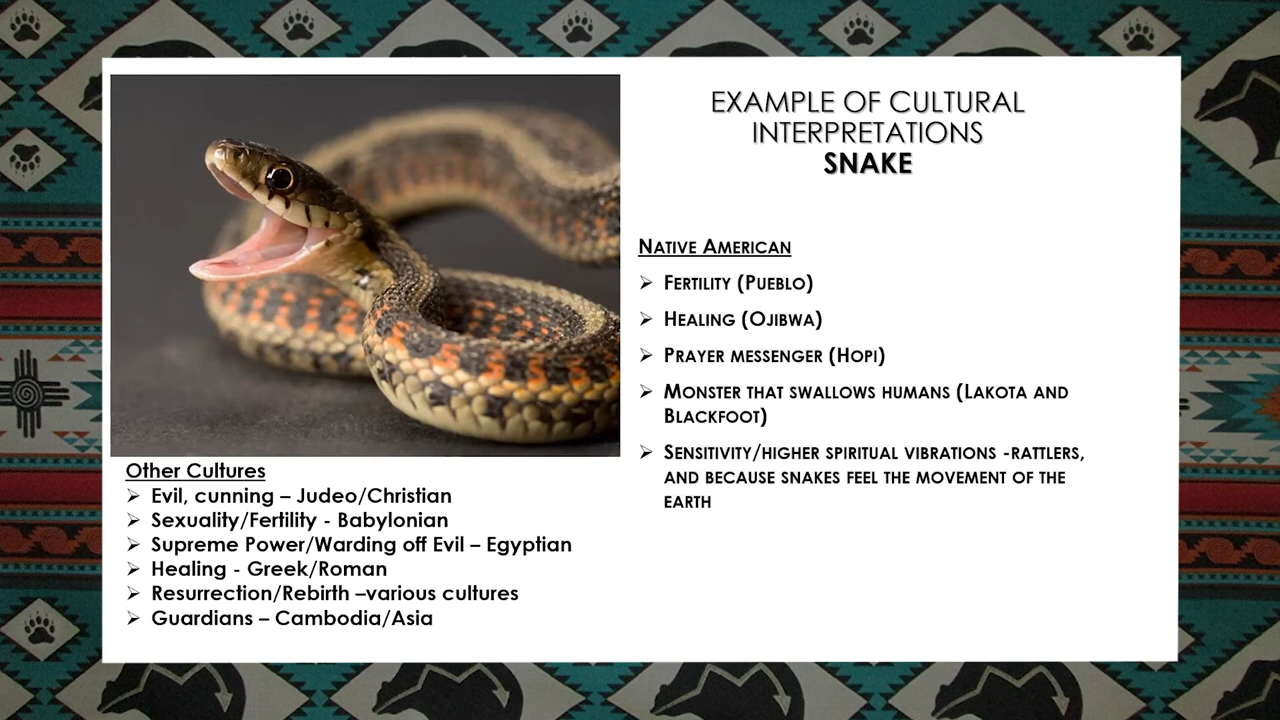 EXAMPLE OF CULTURAL
INTERPRETATIONS
SNAKE
NATIVE AMERICAN
➢ FERTILITY (PUEBLO)
➢ HEALING (OJIBWA)
➢ PRAYER MESSENGER (HOPI)
➢ MONSTER THAT SWALLOWS HUMANS (LAKOTA AND
BLACKFOOT)
➢ SENSITIVITY/HIGHER SPIRITUAL VIBRATIONS -RATTLERS,
AND BECAUSE SNAKES FEEL THE MOVEMENT OF THE
EARTH
Other Cultures
➢ Evil, cunning – Judeo/Christian
➢ Sexuality/Fertility - Babylonian
➢ Supreme Power/Warding off Evil – Egyptian
➢ Healing - Greek/Roman
➢ Resurrection/Rebirth –various cultures
➢ Guardians – Cambodia/Asia